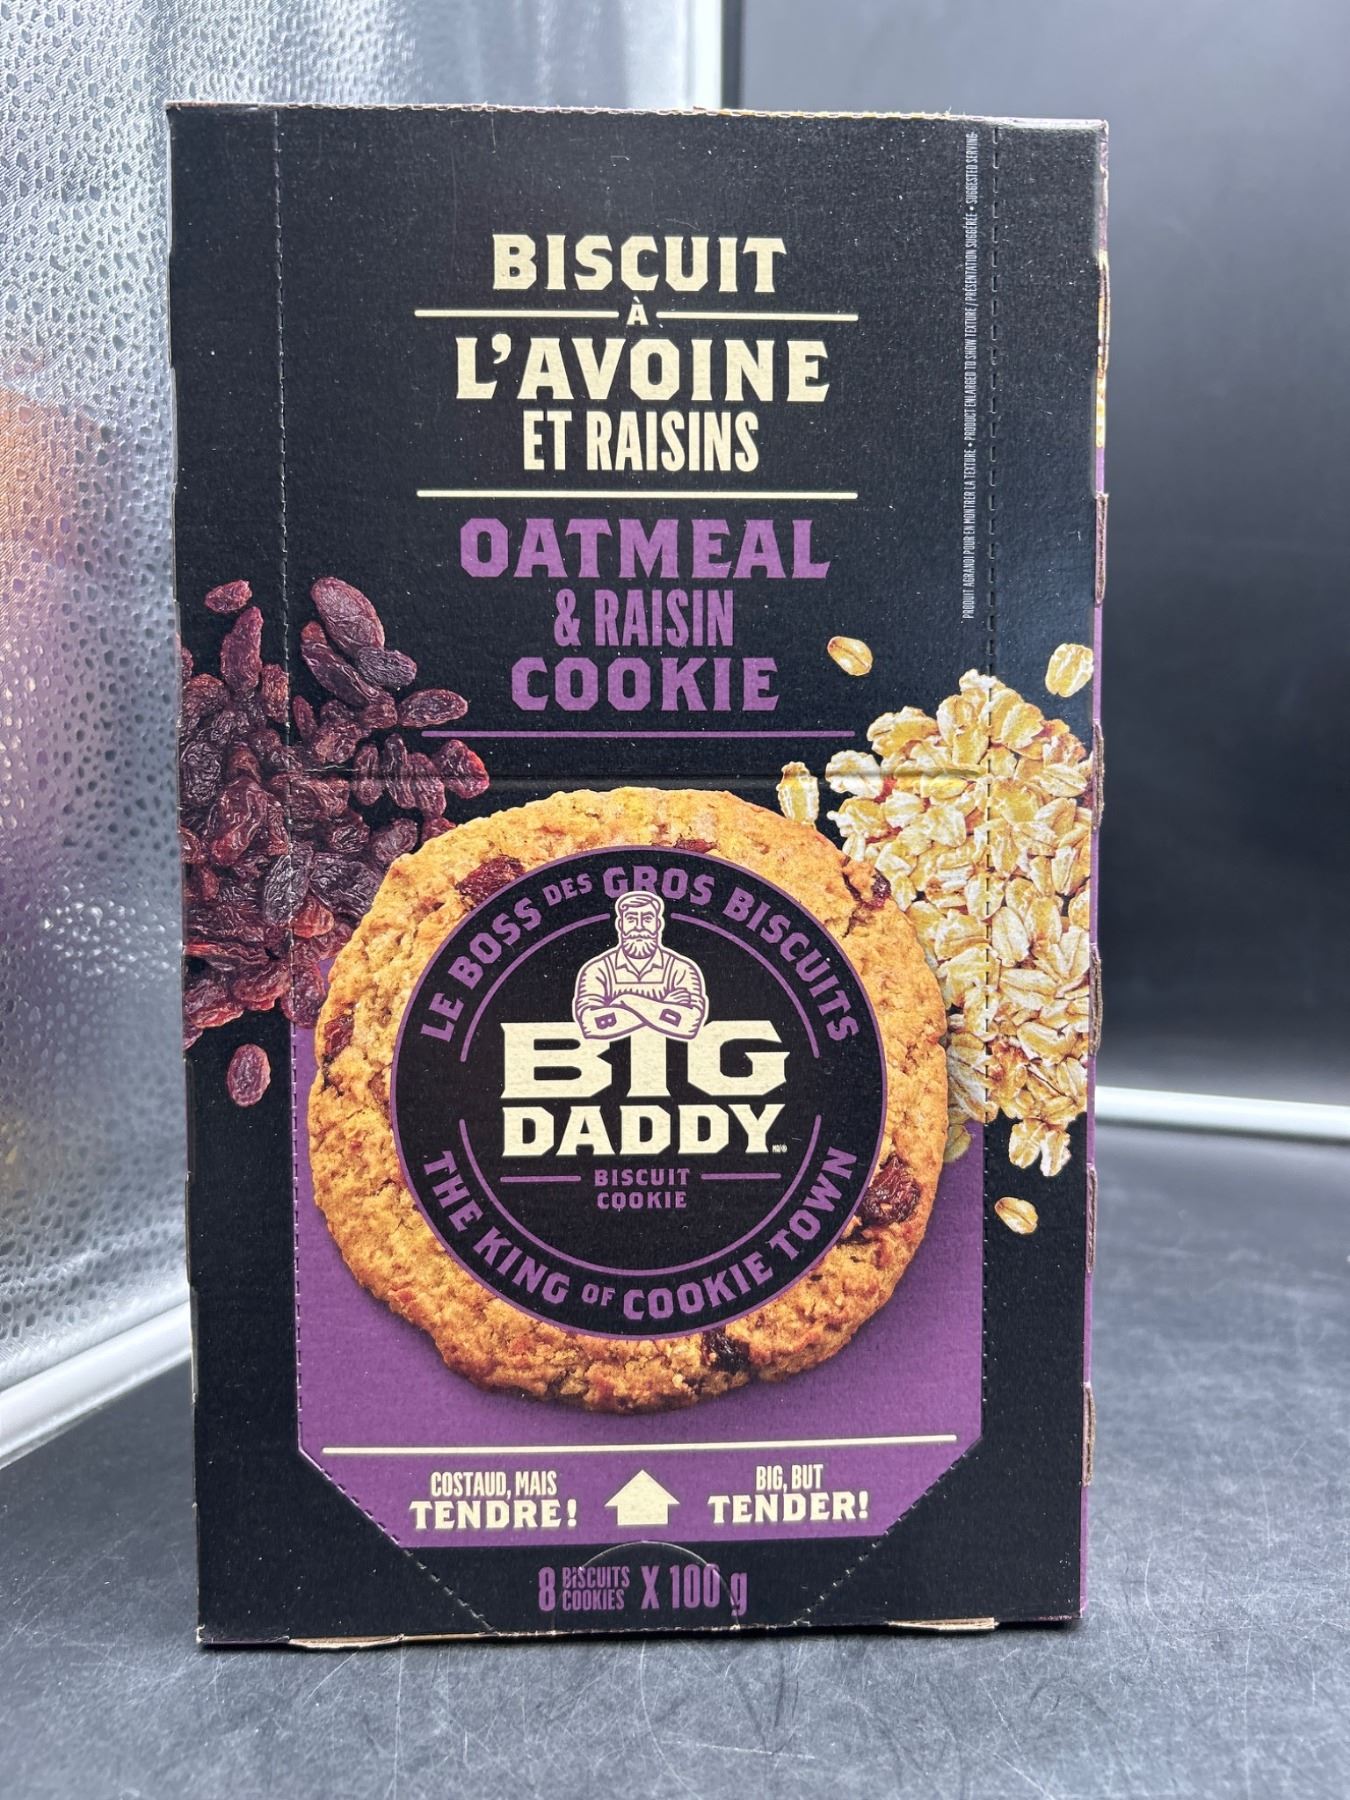 BISCUIT
À
L'AVOINE
ET RAISINS
OATMEAL
& RAISIN
COOKIE
PRODUIT AGRANDI POUR EN MONTRER LA TEXTURE • PRODUCT ENLARGED TO SHOW TEXTURE / PRÉSENTATION SUGGÉRÉE • SUGGESTED SERVING
LE BOSS DES GROS BISCUITS
B D
BIG
DADDY
BISCUIT
COOKIE
THE KING OF COOKIE TOWN
COSTAUD, MAIS
TENDRE!
BIG, BUT
TENDER!
8 BISCUITS COOKIES X 100 g